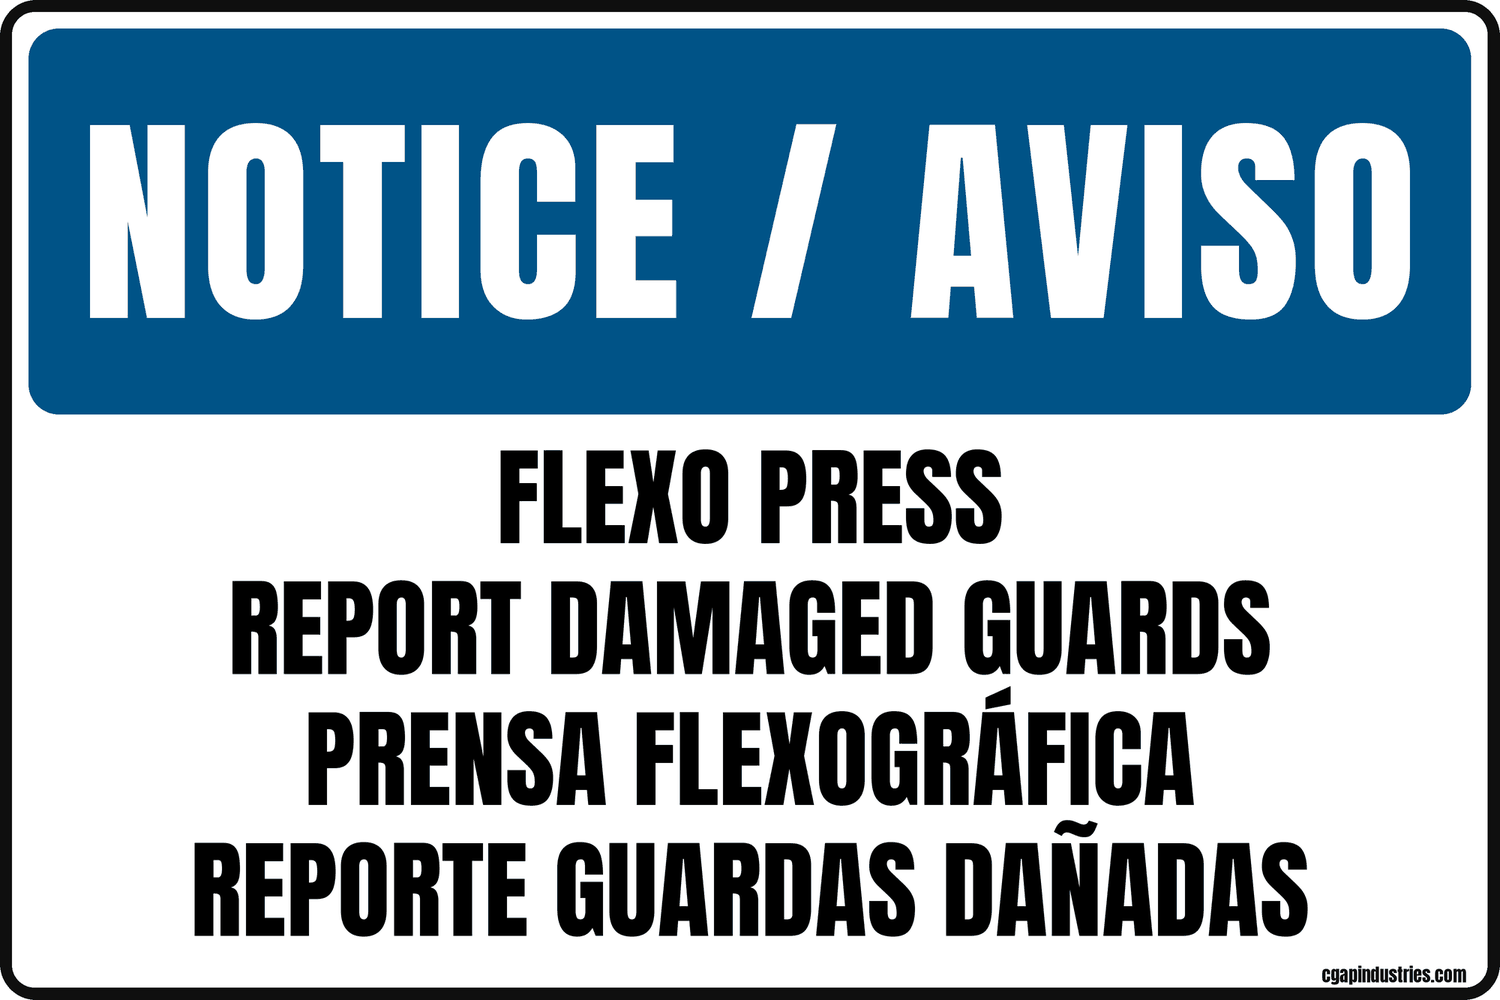 NOTICE / AVISO
FLEXO PRESS
REPORT DAMAGED GUARDS
PRENSA FLEXOGRÁFICA
REPORTE GUARDAS DAÑADAS
cgapindustries.com